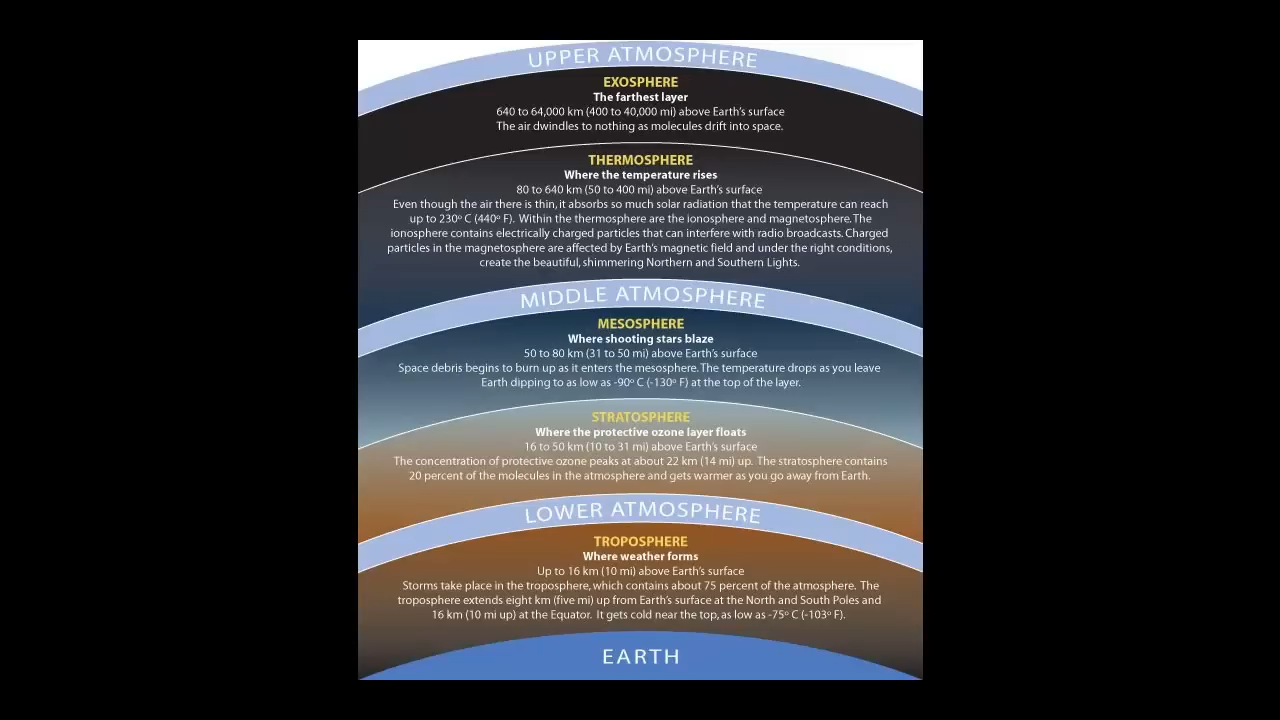 UPPER ATMOSPHERE
EXOSPHERE
The farthest layer
640 to 64,000 km (400 to 40,000 mi) above Earth's surface
The air dwindles to nothing as molecules drift into space.
THERMOSPHERE
Where the temperature rises
80 to 640 km (50 to 400 mi) above Earth's surface
Even though the air there is thin, it absorbs so much solar radiation that the temperature can reach
up to 230º C (440º F). Within the thermosphere are the ionosphere and magnetosphere. The
ionosphere contains electrically charged particles that can interfere with radio broadcasts. Charged
particles in the magnetosphere are affected by Earth's magnetic field and under the right conditions,
create the beautiful, shimmering Northern and Southern Lights.
MIDDLE ATMOSPHERE
MESOSPHERE
Where shooting stars blaze
50 to 80 km (31 to 50 mi) above Earth's surface
Space debris begins to burn up as it enters the mesosphere. The temperature drops as you leave
Earth dipping to as low as -90º C (-130º F) at the top of the layer.
STRATOSPHERE
Where the protective ozone layer floats
16 to 50 km (10 to 31 mi) above Earth's surface
The concentration of protective ozone peaks at about 22 km (14 mi) up. The stratosphere contains
20 percent of the molecules in the atmosphere and gets warmer as you go away from Earth.
LOWER ATMOSPHERE
TROPOSPHERE
Where weather forms
Up to 16 km (10 mi) above Earth's surface
Storms take place in the troposphere, which contains about 75 percent of the atmosphere. The
troposphere extends eight km (five mi) up from Earth's surface at the North and South Poles and
16 km (10 mi up) at the Equator. It gets cold near the top, as low as -75º C (-103º F).
EARTH